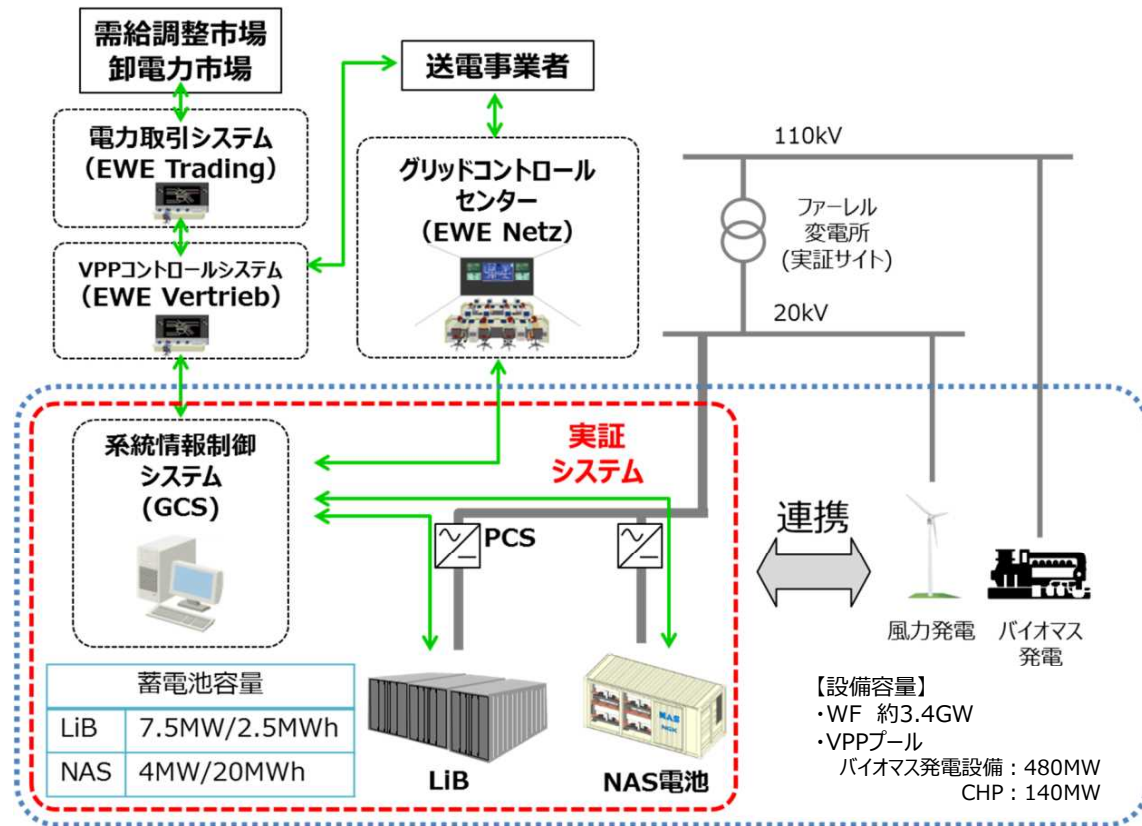 需給調整市場
卸電力市場
送電事業者
電力取引システム
(EWE Trading)
グリッドコントロール
センター
(EWE Netz)
VPPコントロールシステム
(EWE Vertrieb)
110kV
ファーレル
変電所
(実証サイト)
20kV
系統情報制御
システム
(GCS)
実証
システム
PCS
連携
風力発電
バイオマス
発電
蓄電池容量
LiB 7.5MW/2.5MWh
NAS 4MW/20MWh
LiB
NAS
NGK
NAS電池
【設備容量】
・WF 約3.4GW
・VPPプール
バイオマス発電設備：480MW
CHP：140MW